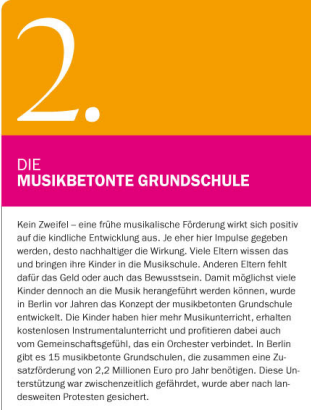 2.
DIE
MUSIKBETONTE GRUNDSCHULE
Kein Zweifel – eine frühe musikalische Förderung wirkt sich positiv
auf die kindliche Entwicklung aus. Je eher hier Impulse gegeben
werden, desto nachhaltiger die Wirkung. Viele Eltern wissen das
und bringen ihre Kinder in die Musikschule. Anderen Eltern fehlt
dafür das Geld oder auch das Bewusstsein. Damit möglichst viele
Kinder dennoch an die Musik herangeführt werden können, wurde
in Berlin vor Jahren das Konzept der musikbetonten Grundschule
entwickelt. Die Kinder haben hier mehr Musikunterricht, erhalten
kostenlosen Instrumentalunterricht und profitieren dabei auch
vom Gemeinschaftsgefühl, das ein Orchester verbindet. In Berlin
gibt es 15 musikbetonte Grundschulen, die zusammen eine Zu-
satzförderung von 2,2 Millionen Euro pro Jahr benötigen. Diese Un-
terstützung war zwischenzeitlich gefährdet, wurde aber nach lan-
desweiten Protesten gesichert.